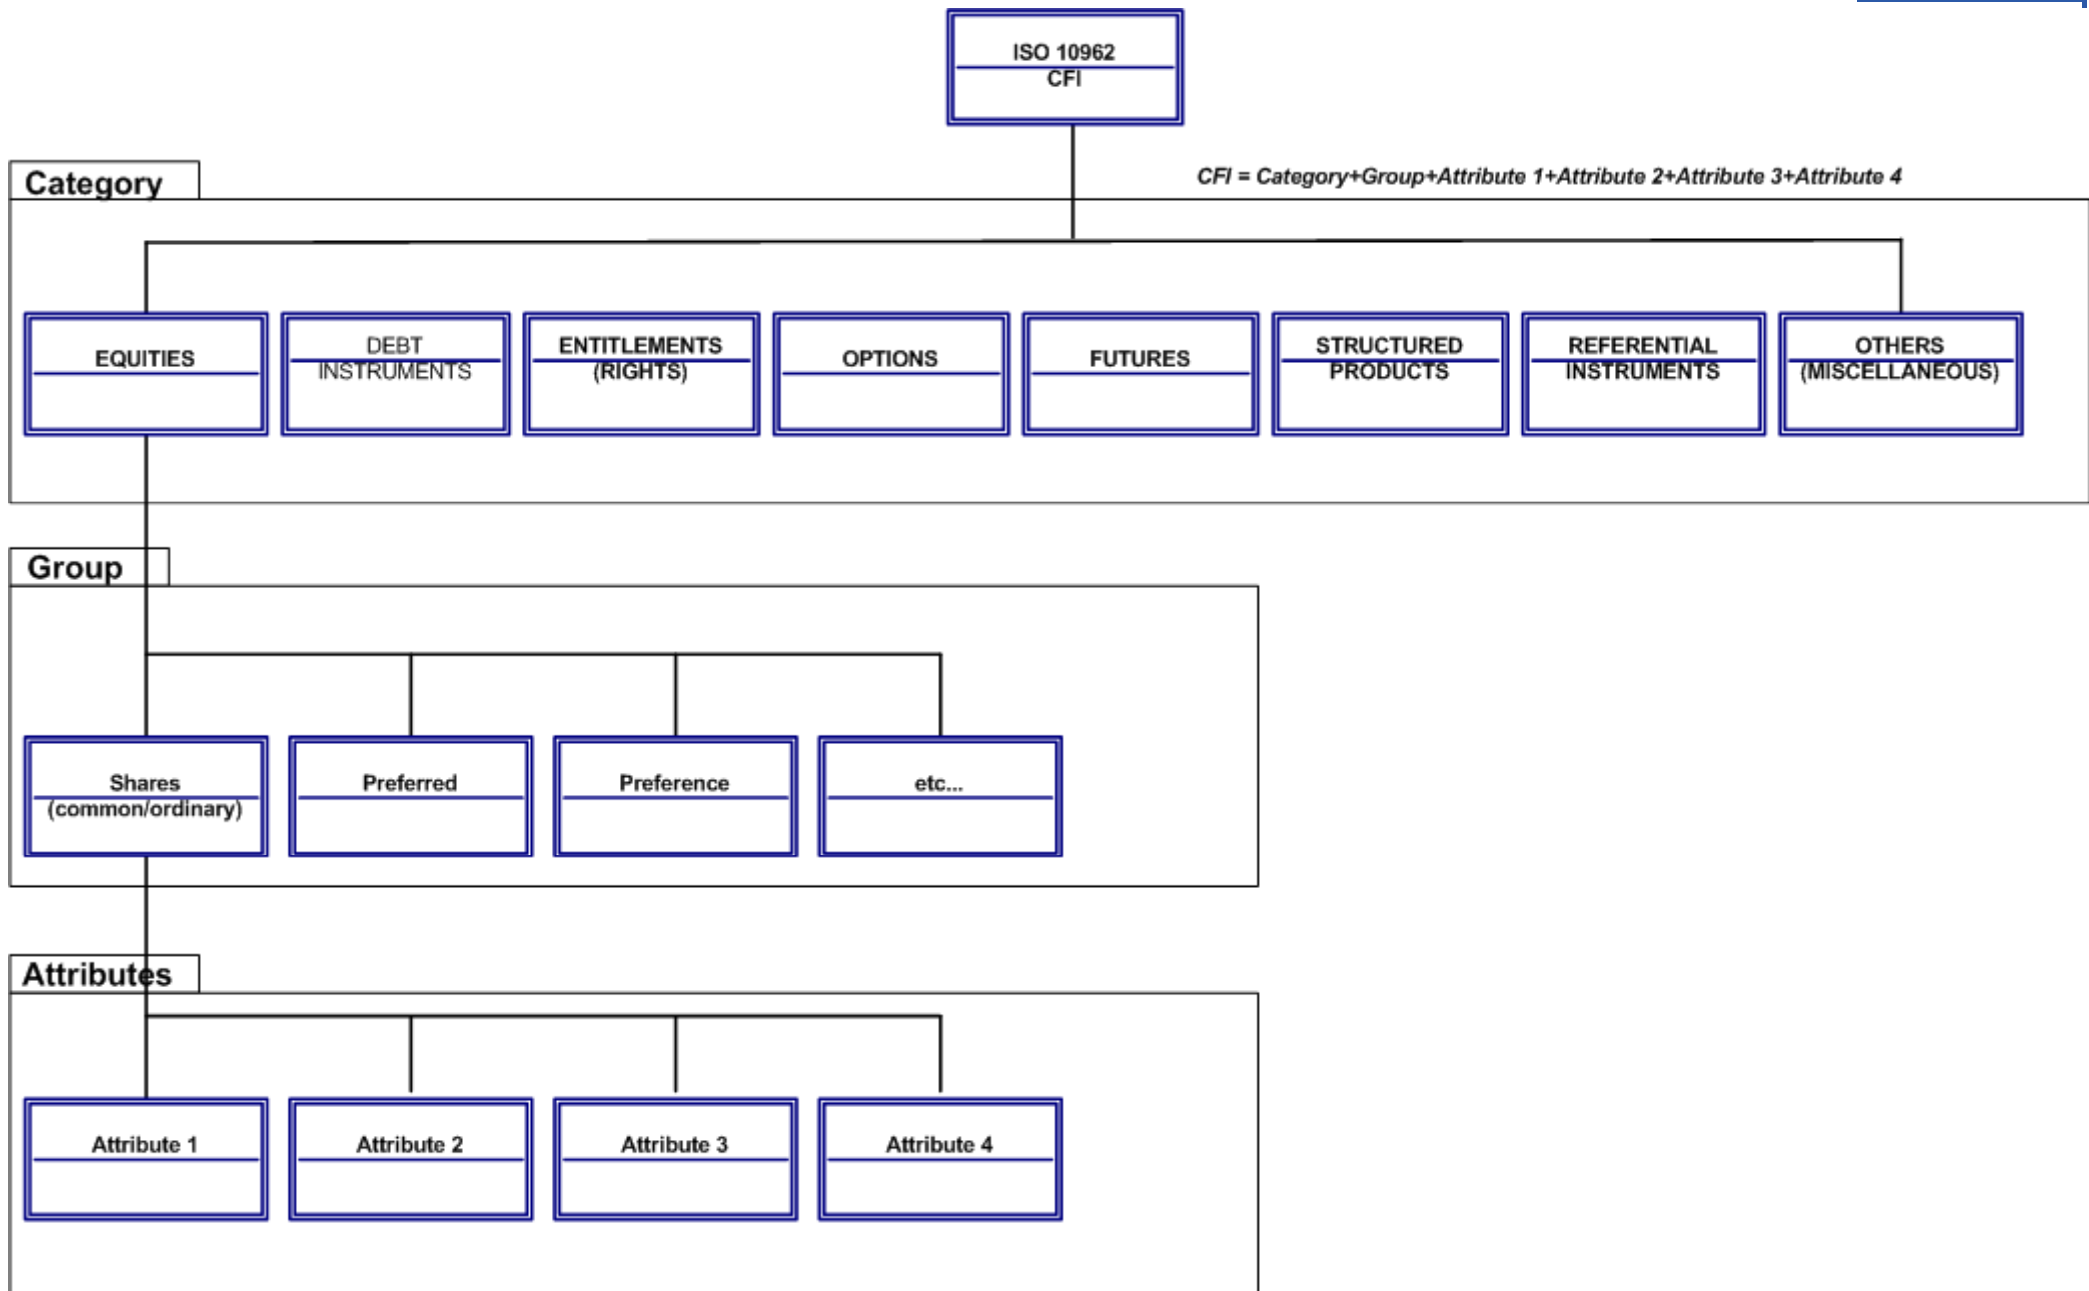 ISO 10962
CFI
Category
CFI = Category+Group+Attribute 1+Attribute 2+Attribute 3+Attribute 4
EQUITIES
DEBT
INSTRUMENTS
ENTITLEMENTS
(RIGHTS)
OPTIONS
FUTURES
STRUCTURED
PRODUCTS
REFERENTIAL
INSTRUMENTS
OTHERS
(MISCELLANEOUS)
Group
Shares
(common/ordinary)
Preferred
Preference
etc...
Attributes
Attribute 1
Attribute 2
Attribute 3
Attribute 4